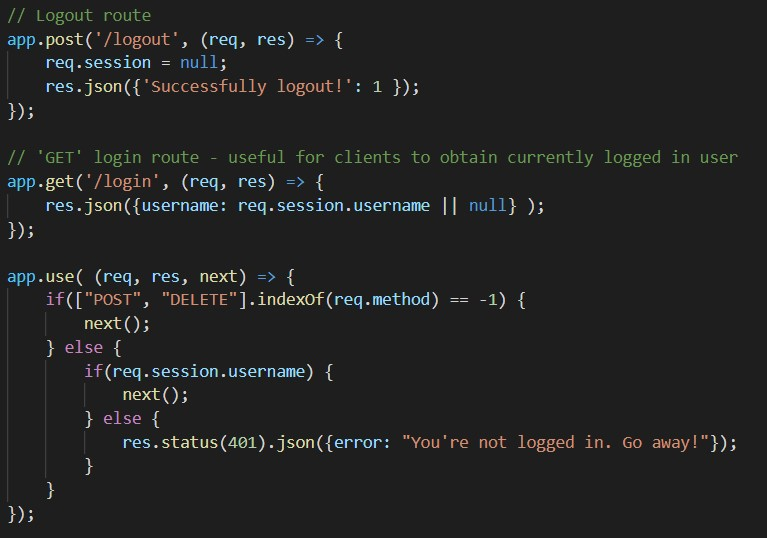 // Logout route
app.post('/logout', (req, res) => {
    req.session = null;
    res.json({'Successfully logout!': 1 });
});

// 'GET' login route - useful for clients to obtain currently logged in user
app.get('/login', (req, res) => {
    res.json({username: req.session.username || null} );
});

app.use( (req, res, next) => {
    if(["POST", "DELETE"].indexOf(req.method) == -1) {
        next();
    } else {
        if(req.session.username) {
            next();
        } else {
            res.status(401).json({error: "You're not logged in. Go away!"});
        }
    }
});